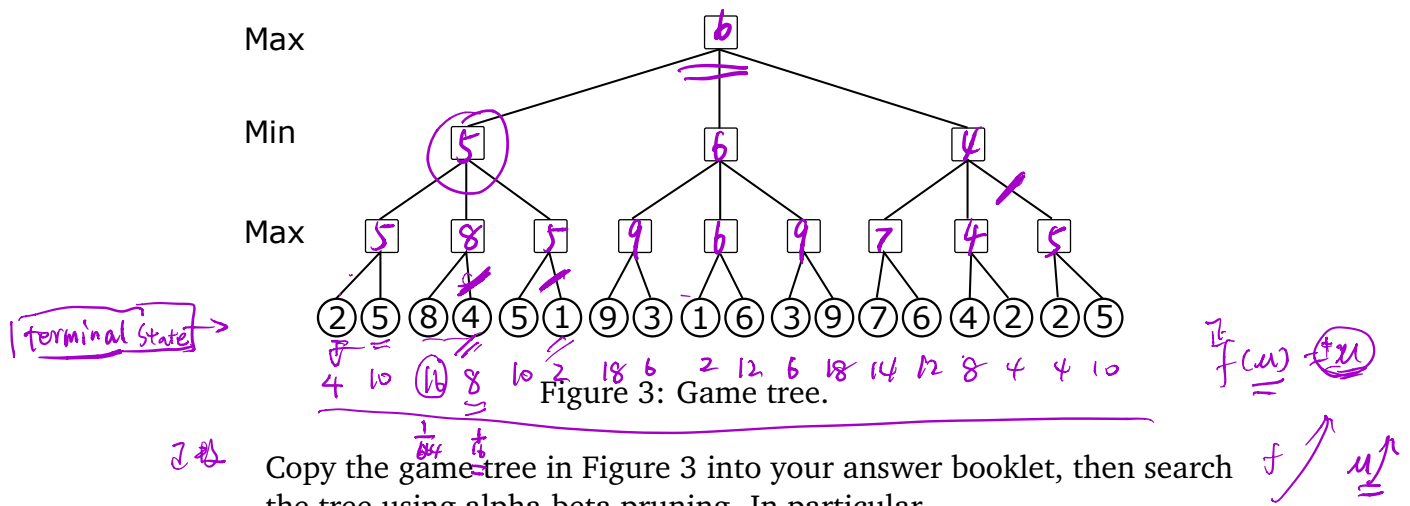 Max 6
Min 5 6 4
Max 5 8 5 9 6 9 7 4 5
terminal state 2 5 8 4 5 1 9 3 1 6 3 9 7 6 4 2 2 5
4 10 16 8 10 2 18 6 2 12 6 18 14 12 8 4 4 10
Figure 3: Game tree.
正 f(u)
Copy the game tree in Figure 3 into your answer booklet, then search f u
the tree using alpha-beta pruning. In particular